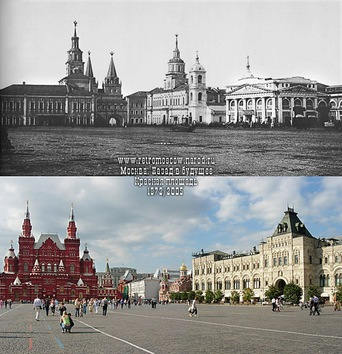 www.retromoscow.narod.ru
Москва: Назад в будущее
Красная площадь